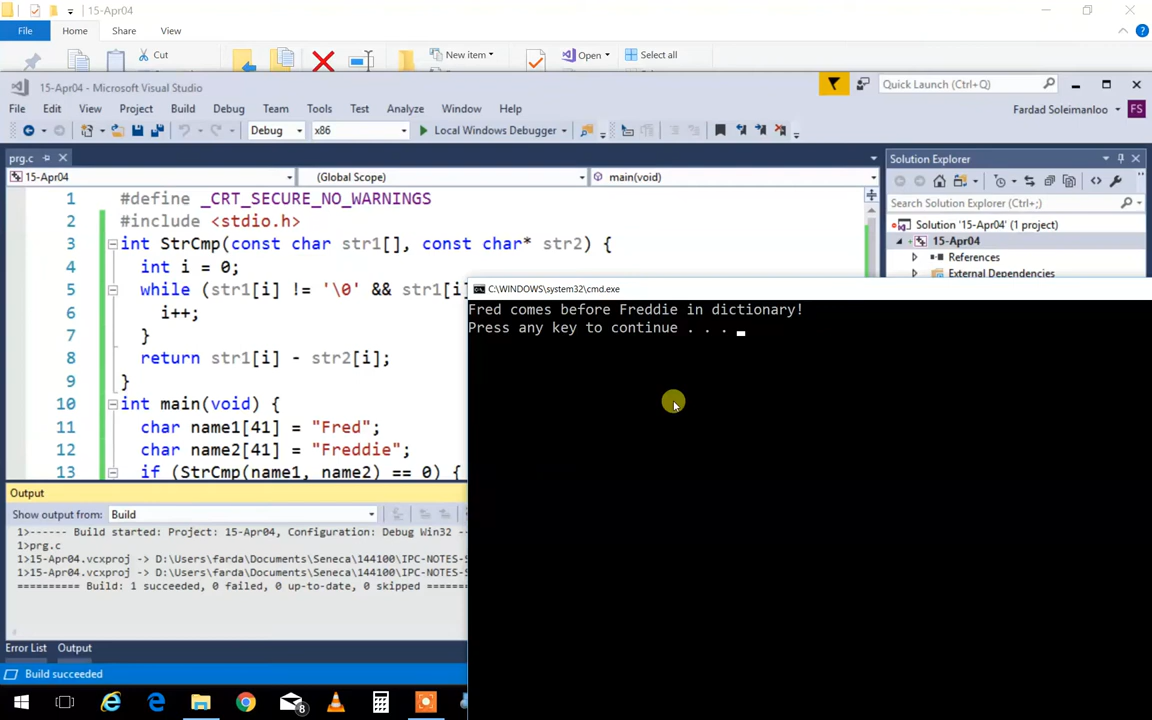 15-Apr04
File Home Share View
Cut
New item
Open
Select all
15-Apr04 - Microsoft Visual Studio
Quick Launch (Ctrl+Q)
File Edit View Project Build Debug Team Tools Test Analyze Window Help
Fardad Soleimanloo FS
Debug x86 Local Windows Debugger
prg.c
15-Apr04 (Global Scope) main(void)
1 #define _CRT_SECURE_NO_WARNINGS
2 #include <stdio.h>
3 int StrCmp(const char str1[], const char* str2) {
4 int i = 0;
5 while (str1[i] != '\0' && str1[i]
6 i++;
7 }
8 return str1[i] - str2[i];
9 }
10 int main(void) {
11 char name1[41] = "Fred";
12 char name2[41] = "Freddie";
13 if (StrCmp(name1, name2) == 0) {
Solution Explorer
Search Solution Explorer (Ctrl+;)
Solution '15-Apr04' (1 project)
15-Apr04
References
External Dependencies
C:\WINDOWS\system32\cmd.exe
Fred comes before Freddie in dictionary!
Press any key to continue . . .
Output
Show output from: Build
1>------ Build started: Project: 15-Apr04, Configuration: Debug Win32
1>prg.c
1>15-Apr04.vcxproj -> D:\Users\farda\Documents\Seneca\144100\IPC-NOTES-S
1>15-Apr04.vcxproj -> D:\Users\farda\Documents\Seneca\144100\IPC-NOTES-S
========== Build: 1 succeeded, 0 failed, 0 up-to-date, 0 skipped
Error List Output
Build succeeded
8